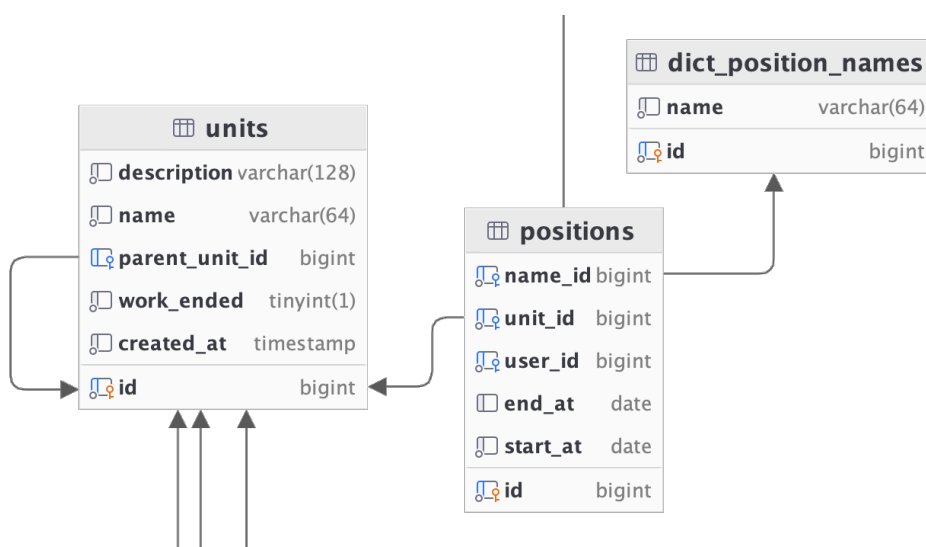 units
description varchar(128)
name varchar(64)
parent_unit_id bigint
work_ended tinyint(1)
created_at timestamp
id bigint
positions
name_id bigint
unit_id bigint
user_id bigint
end_at date
start_at date
id bigint
dict_position_names
name varchar(64)
id bigint